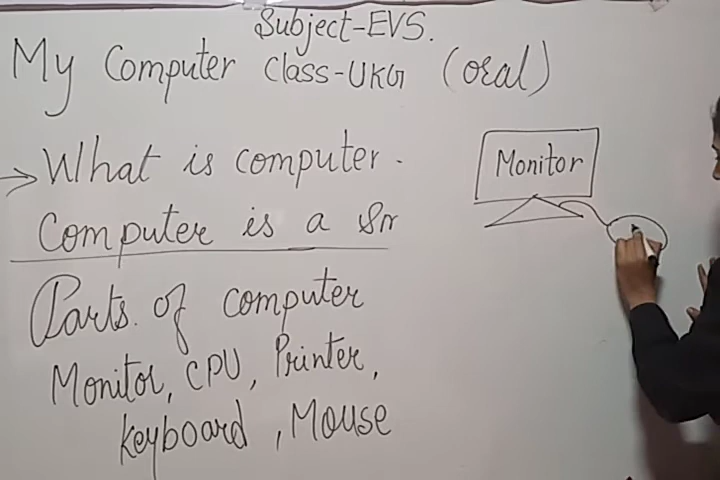 Subject-EVS.
My Computer Class-UKG (oral)
→ What is computer.
Computer is a Sm
Parts of computer
Monitor, CPU, Printer,
Keyboard, Mouse
Monitor